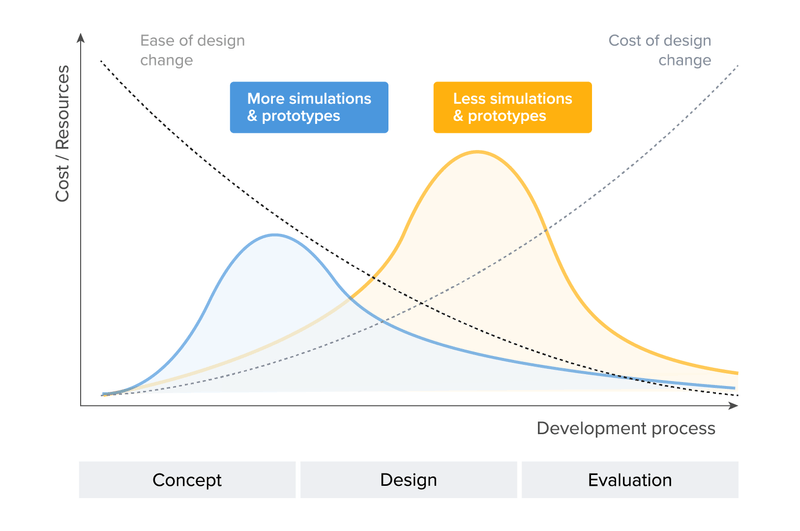 Ease of design
change
Cost of design
change
More simulations
& prototypes
Less simulations
& prototypes
Cost / Resources
Development process
Concept
Design
Evaluation